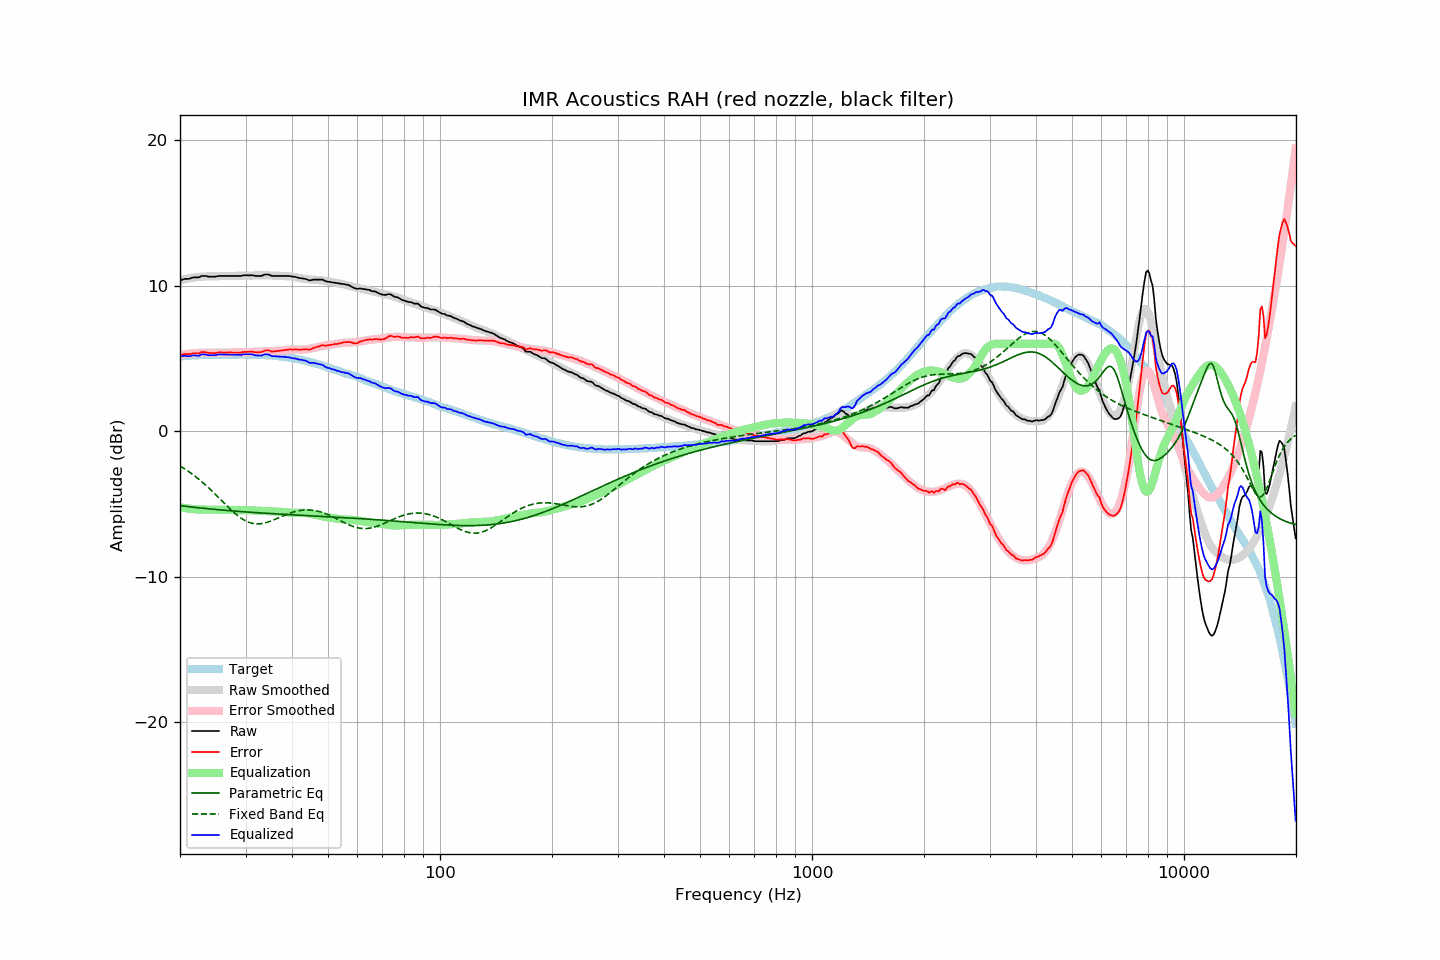 IMR Acoustics RAH (red nozzle, black filter)
20
10
0
−10
−20
Amplitude (dBr)
Target
Raw Smoothed
Error Smoothed
Raw
Error
Equalization
Parametric Eq
Fixed Band Eq
Equalized
100
1000
10000
Frequency (Hz)